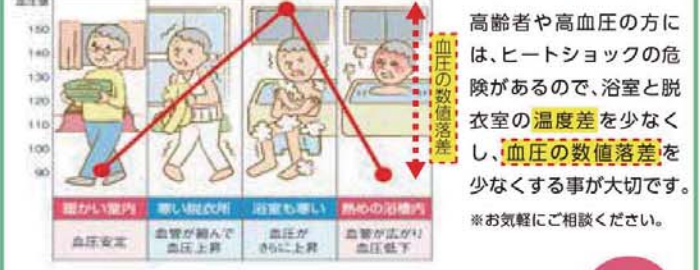 血圧値
150
140
130
120
110
100
90
血圧の数値落差
暖かい室内
寒い脱衣所
浴室も寒い
熱めの浴槽内
血圧安定
血管が縮んで
血圧上昇
血圧が
さらに上昇
血管が広がり
血圧低下
高齢者や高血圧の方に
は、ヒートショックの危
険があるので、浴室と脱
衣室の温度差を少なく
し、血圧の数値落差を
少なくする事が大切です。
※お気軽にご相談ください。